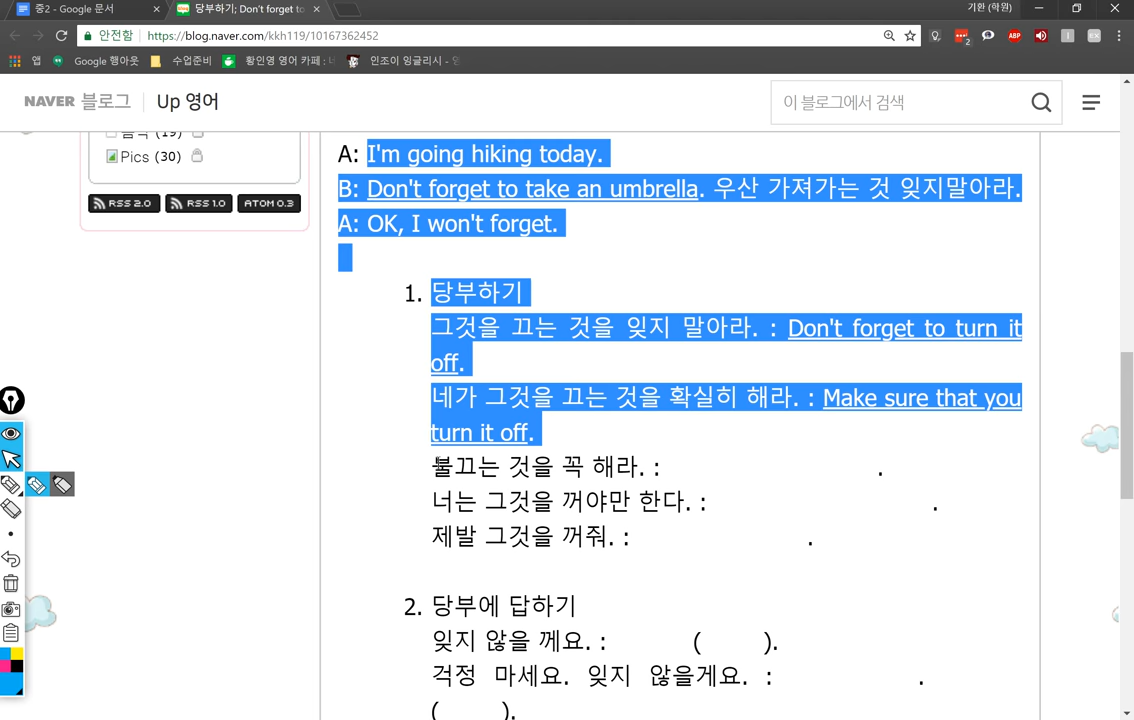 중2 - Google 문서
당부하기; Don't forget to
기환 (학원)
안전함 https://blog.naver.com/kkh119/10167362452
앱 Google 행아웃 수업준비 황인영 영어 카페 : 인조이 잉글리시 -
NAVER 블로그 Up 영어
이 블로그에서 검색
(19)
Pics (30)
RSS 2.0 RSS 1.0 ATOM 0.3
A: I'm going hiking today.
B: Don't forget to take an umbrella. 우산 가져가는 것 잊지말아라.
A: OK, I won't forget.
1. 당부하기
그것을 끄는 것을 잊지 말아라. : Don't forget to turn it
off.
네가 그것을 끄는 것을 확실히 해라. : Make sure that you
turn it off.
불끄는 것을 꼭 해라. : .
너는 그것을 꺼야만 한다. : .
제발 그것을 꺼줘. : .
2. 당부에 답하기
잊지 않을 께요. : ( ).
걱정 마세요. 잊지 않을게요. : .
( ).